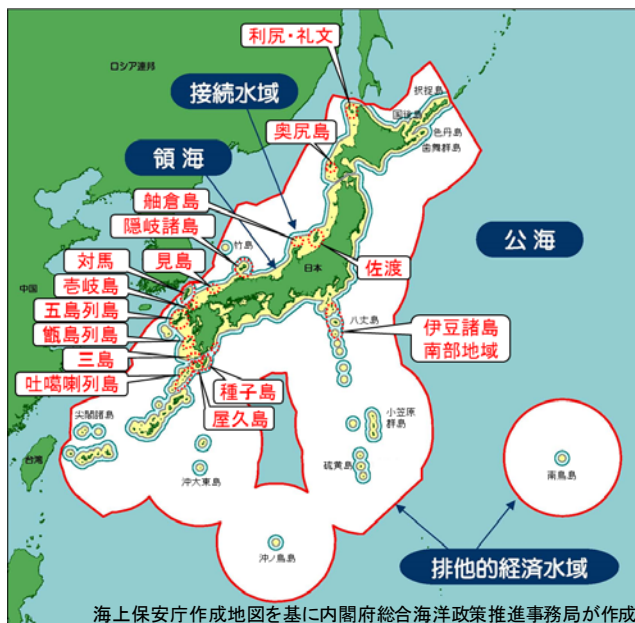 利尻・礼文
ロシア連邦
接続水域
択捉島
国後島
奥尻島
色丹島
歯舞群島
領海
舳倉島
隠岐諸島
竹島
公海
対馬
見島
日本
佐渡
中国
壱岐島
五島列島
八丈島
伊豆諸島
南部地域
甑島列島
三島
吐噶喇列島
種子島
屋久島
尖閣諸島
小笠原
群島
台湾
沖大東島
硫黄島
南鳥島
沖ノ鳥島
排他的経済水域
海上保安庁作成地図を基に内閣府総合海洋政策推進事務局が作成